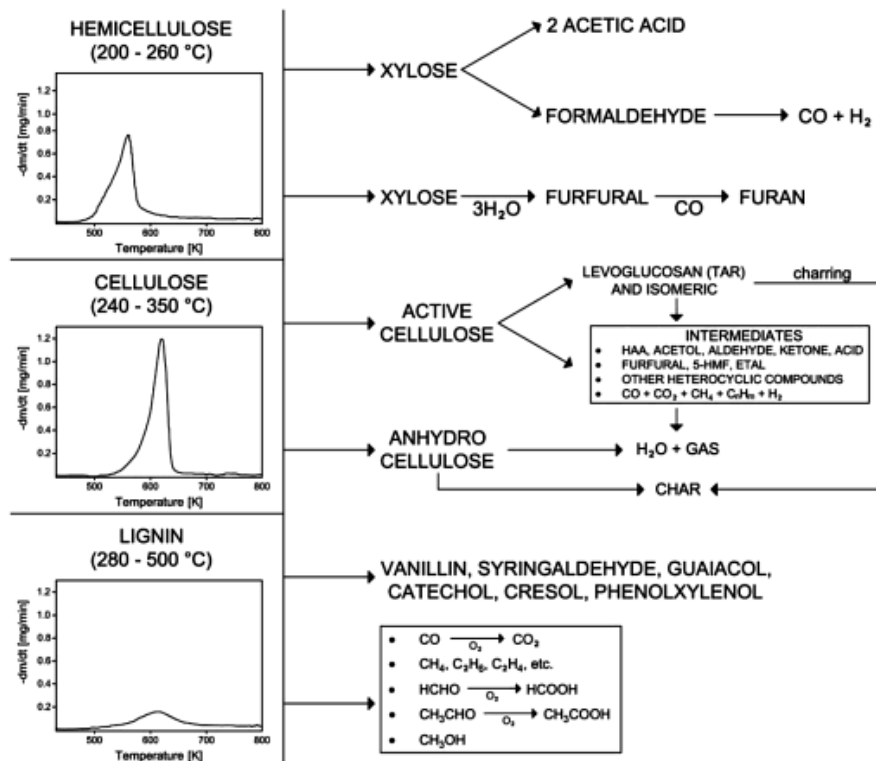 HEMICELLULOSE
(200 - 260 °C)
-dm/dt [mg/min]
1.2
1.0
0.8
0.6
0.4
0.2
500 600 700 800
Temperature [K]
XYLOSE
2 ACETIC ACID
FORMALDEHYDE
CO + H₂
XYLOSE
3H₂O
FURFURAL
CO
FURAN
CELLULOSE
(240 - 350 °C)
-dm/dt [mg/min]
1.2
1.0
0.8
0.6
0.4
0.2
500 600 700 800
Temperature [K]
ACTIVE
CELLULOSE
LEVOGLUCOSAN (TAR)
AND ISOMERIC
charring
INTERMEDIATES
• HAA, ACETOL, ALDEHYDE, KETONE, ACID
• FURFURAL, 5-HMF, ETAL
• OTHER HETEROCYCLIC COMPOUNDS
• CO + CO₂ + CH₄ + CₙHₘ + H₂
ANHYDRO
CELLULOSE
H₂O + GAS
CHAR
LIGNIN
(280 - 500 °C)
-dm/dt [mg/min]
1.2
1.0
0.8
0.6
0.4
0.2
500 600 700 800
Temperature [K]
VANILLIN, SYRINGALDEHYDE, GUAIACOL,
CATECHOL, CRESOL, PHENOLXYLENOL
• CO O₂ CO₂
• CH₄, C₂H₆, C₂H₄, etc.
• HCHO O₂ HCOOH
• CH₃CHO O₂ CH₃COOH
• CH₃OH